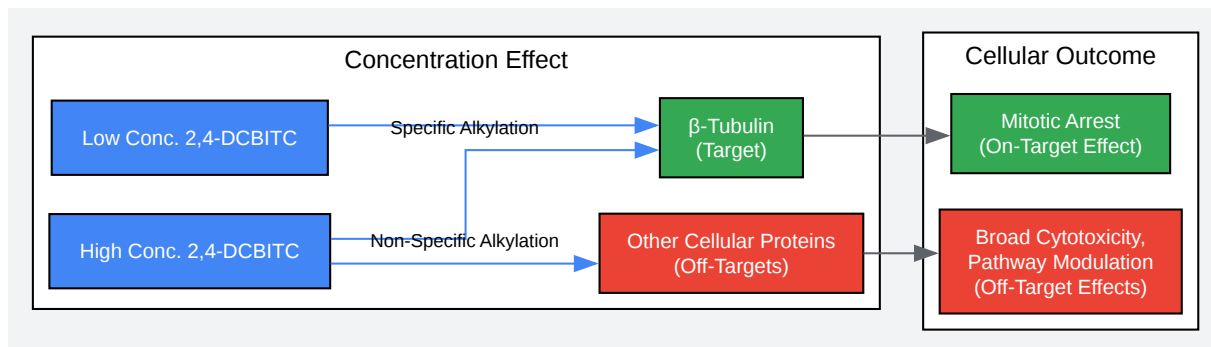 Concentration Effect
Cellular Outcome
Low Conc. 2,4-DCBITC
Specific Alkylation
β-Tubulin
(Target)
Mitotic Arrest
(On-Target Effect)
High Conc. 2,4-DCBITC
Non-Specific Alkylation
Other Cellular Proteins
(Off-Targets)
Broad Cytotoxicity,
Pathway Modulation
(Off-Target Effects)